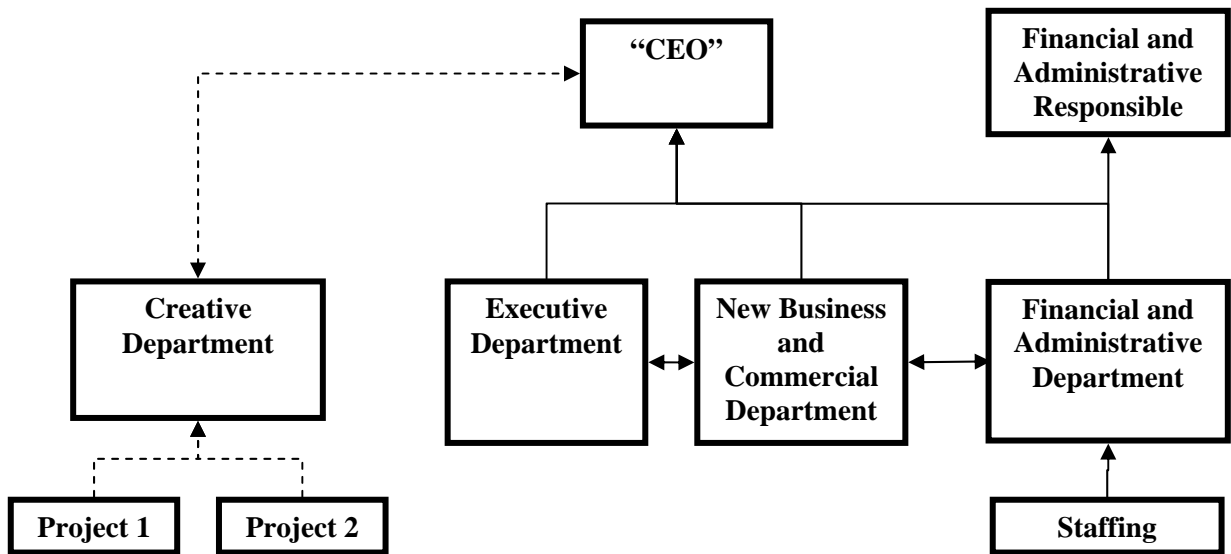 “CEO”
Financial and
Administrative
Responsible
Creative
Department
Executive
Department
New Business
and
Commercial
Department
Financial and
Administrative
Department
Project 1
Project 2
Staffing